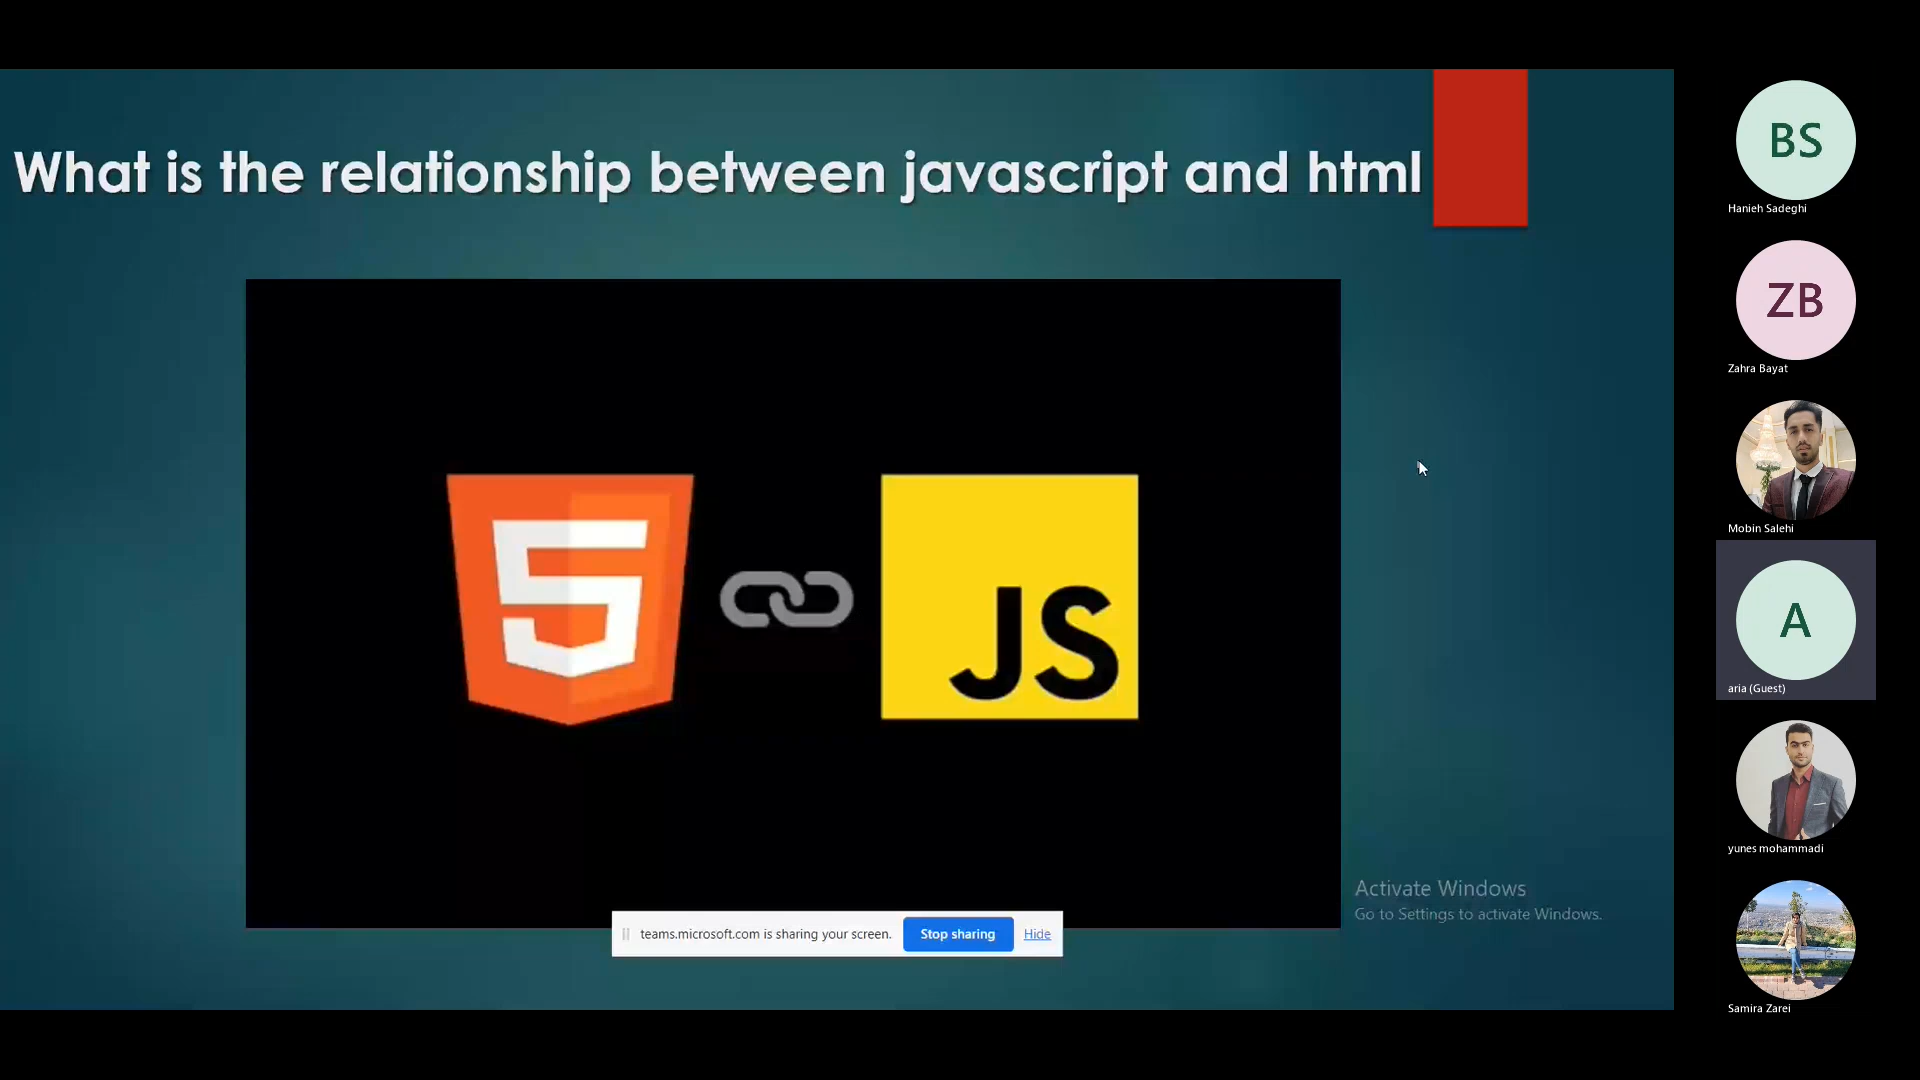 What is the relationship between javascript and html
5
JS
teams.microsoft.com is sharing your screen. Stop sharing Hide
Activate Windows
Go to Settings to activate Windows.
BS
Hanieh Sadeghi
ZB
Zahra Bayat
Mobin Salehi
A
aria (Guest)
yunes mohammadi
Samira Zarei